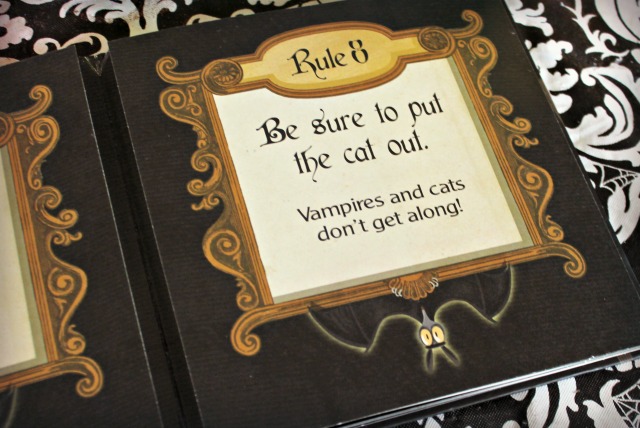 Rule 8
Be sure to put
the cat out.
Vampires and cats
don't get along!